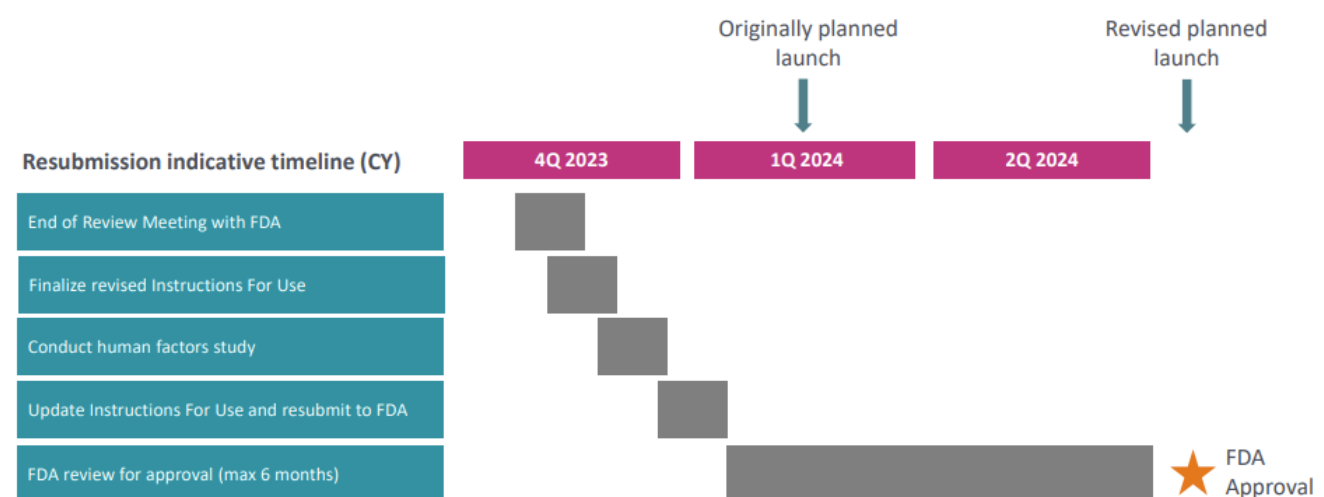 Originally planned
launch
Revised planned
launch
Resubmission indicative timeline (CY)
4Q 2023
1Q 2024
2Q 2024
End of Review Meeting with FDA
Finalize revised Instructions For Use
Conduct human factors study
Update Instructions For Use and resubmit to FDA
FDA review for approval (max 6 months)
FDA
Approval